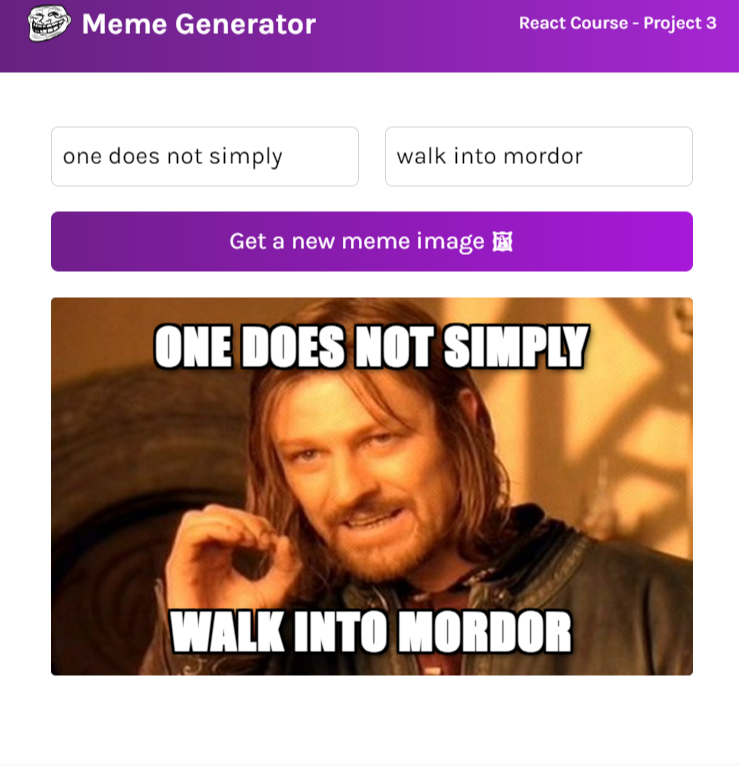 Meme Generator
React Course - Project 3
one does not simply
walk into mordor
Get a new meme image 🖼
ONE DOES NOT SIMPLY
WALK INTO MORDOR